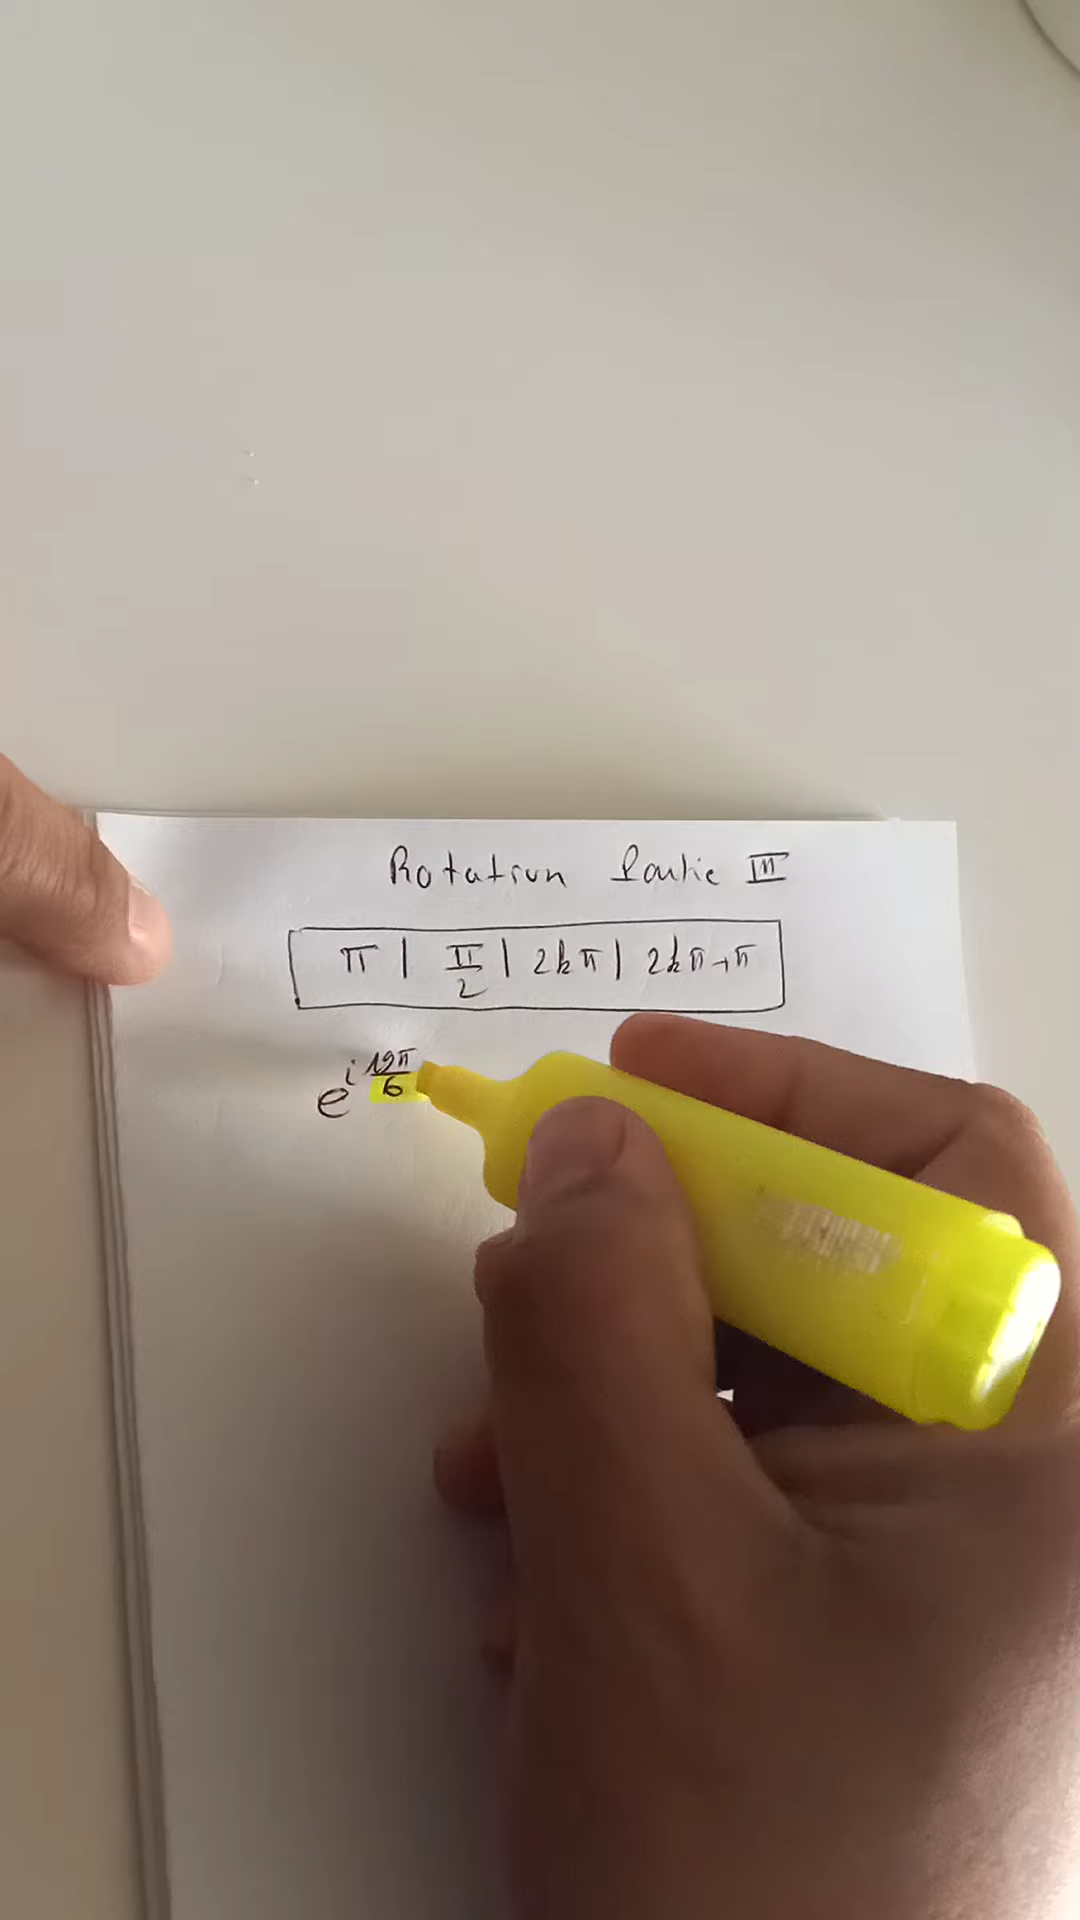 Rotation Partie III
π | π/2 | 2kπ | 2kπ+π
e^{i 19π/6}